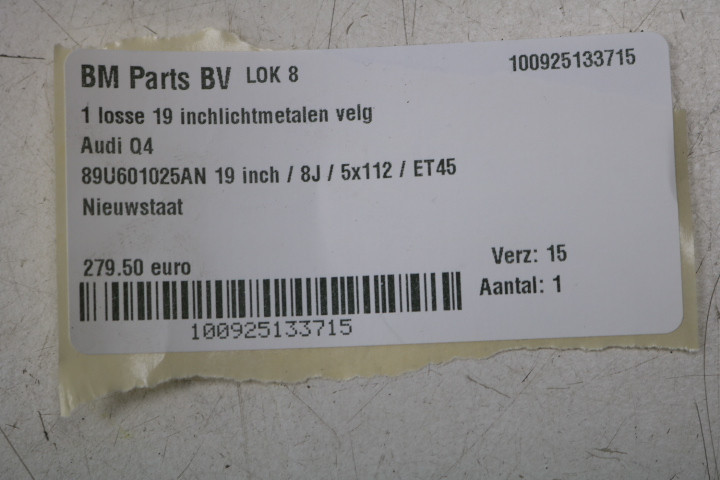 BM Parts BV LOK 8 100925133715
1 losse 19 inchlichtmetalen velg
Audi Q4
89U601025AN 19 inch / 8J / 5x112 / ET45
Nieuwstaat
Verz: 15
279.50 euro
Aantal: 1
100925133715